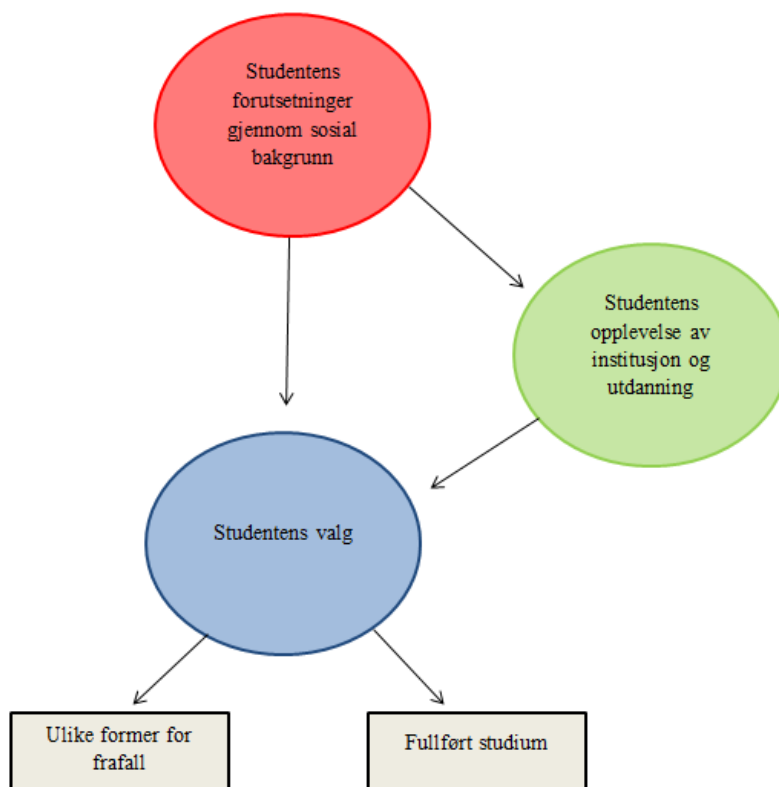 Studentens
forutsetninger
gjennom sosial
bakgrunn
Studentens
opplevelse av
institusjon og
utdanning
Studentens valg
Ulike former for
frafall
Fullført studium